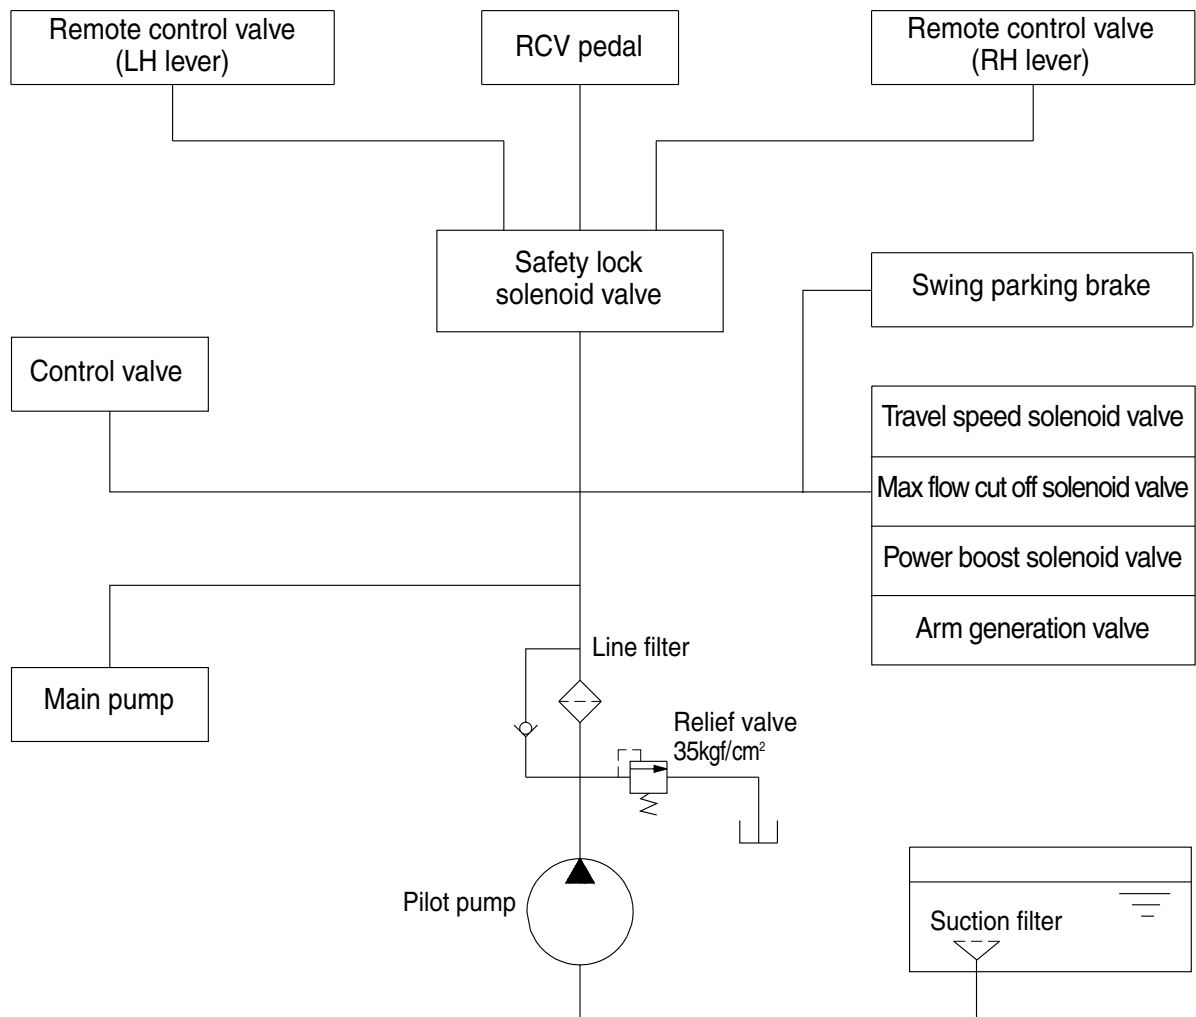 Remote control valve
(LH lever)
RCV pedal
Remote control valve
(RH lever)
Safety lock
solenoid valve
Swing parking brake
Control valve
Travel speed solenoid valve
Max flow cut off solenoid valve
Power boost solenoid valve
Arm generation valve
Line filter
Main pump
Relief valve
35kgf/cm²
Pilot pump
Suction filter